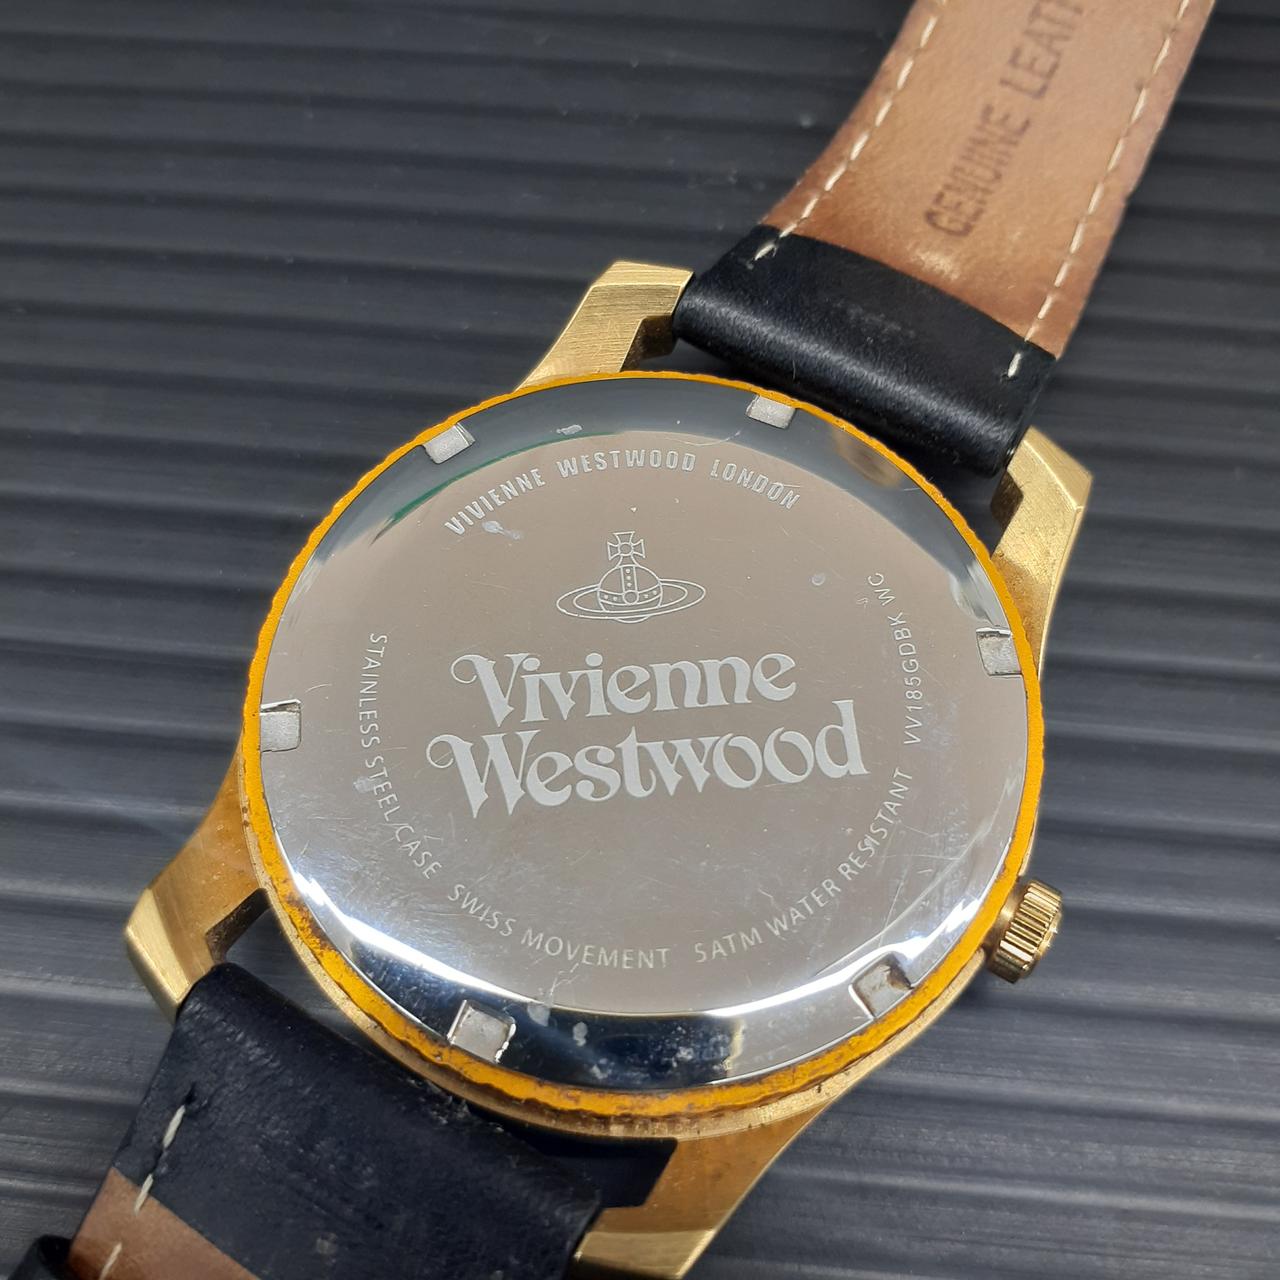 GENUINE LEAT
VIVIENNE WESTWOOD LONDON
Vivienne
Westwood
STAINLESS STEEL/CASE SWISS MOVEMENT 5ATM WATER RESISTANT VV185GDBK WC